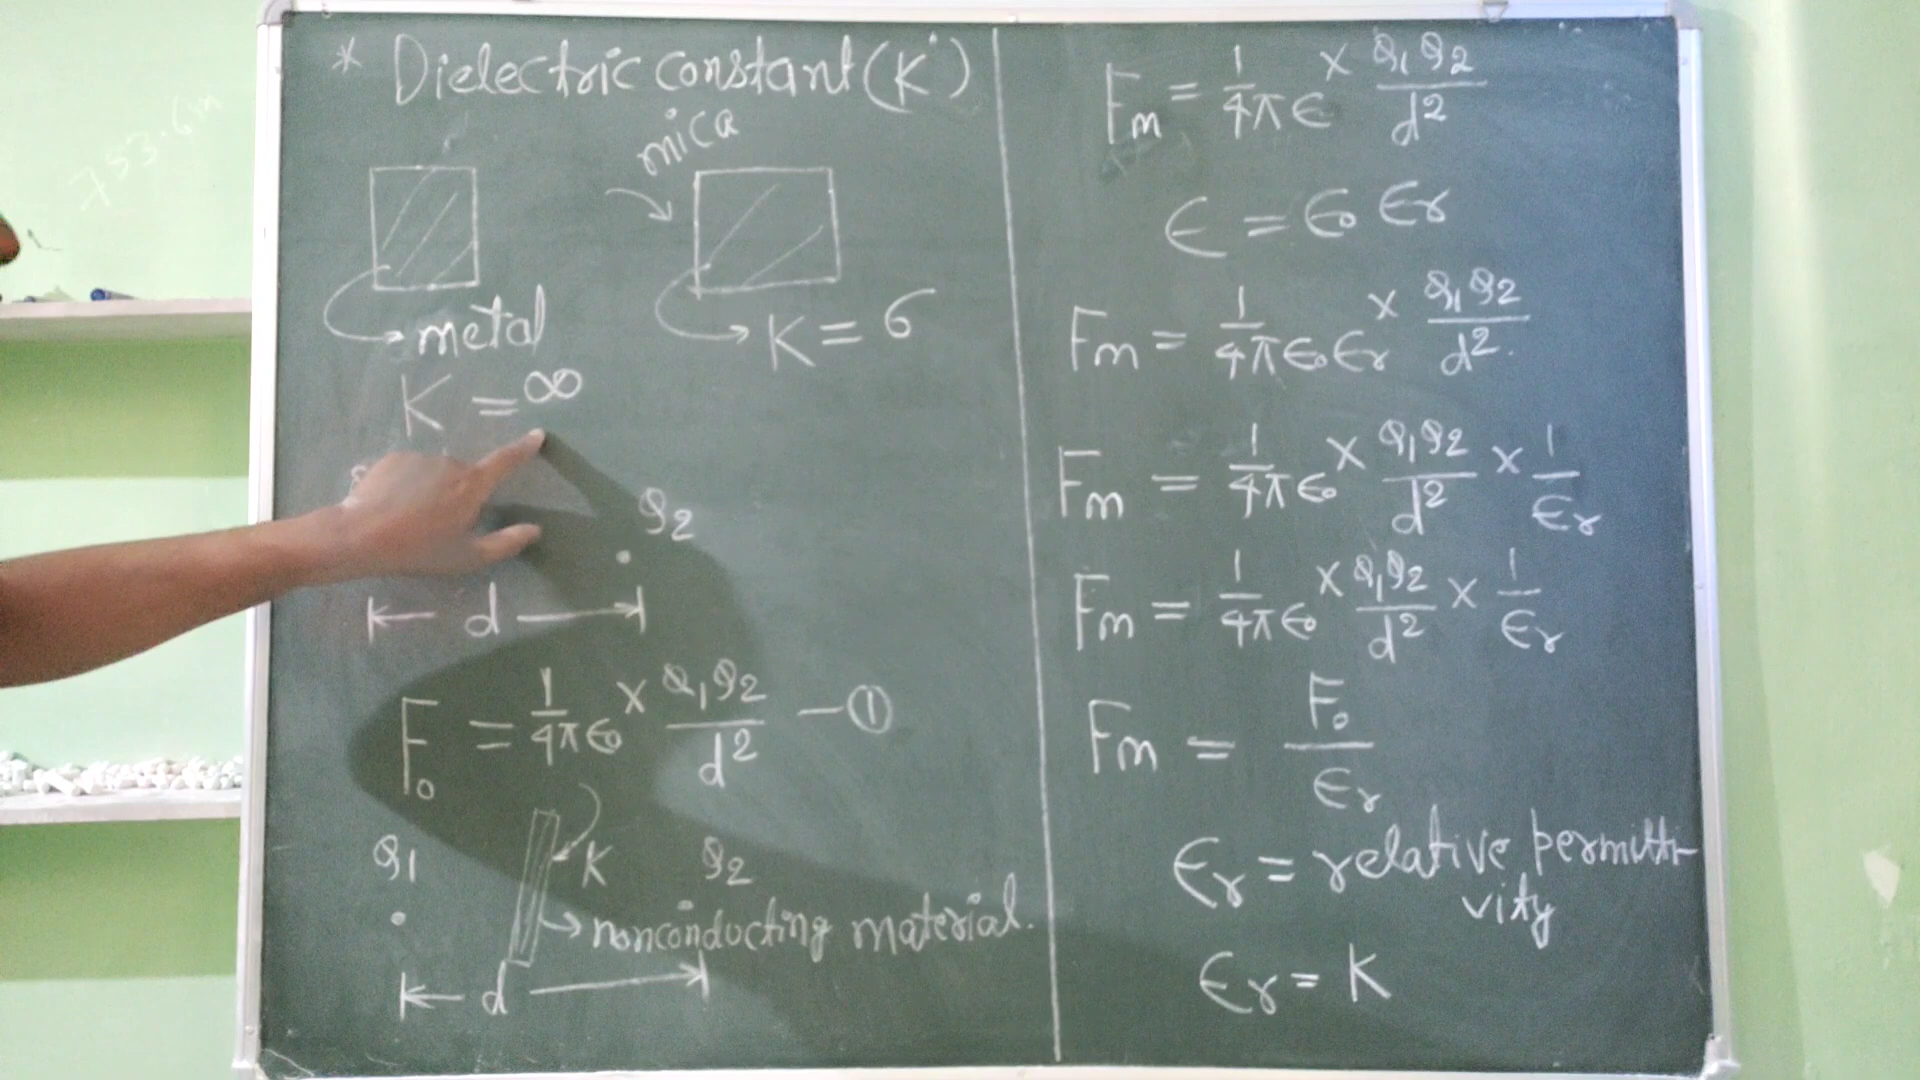 * Dielectric constant (K)
mica
metal
K = 6
K = ∞
Q2
d
F0 = 1/4πϵ0 × Q1Q2/d² — ①
Q1
K
Q2
nonconducting material.
d
Fm = 1/4πϵ × Q1Q2/d²
ϵ = ϵ0 ϵr
Fm = 1/4πϵ0ϵr × Q1Q2/d².
Fm = 1/4πϵ0 × Q1Q2/d² × 1/ϵr
Fm = 1/4πϵ0 × Q1Q2/d² × 1/ϵr
Fm = F0/ϵr
ϵr = relative permitti-
vity
ϵr = K